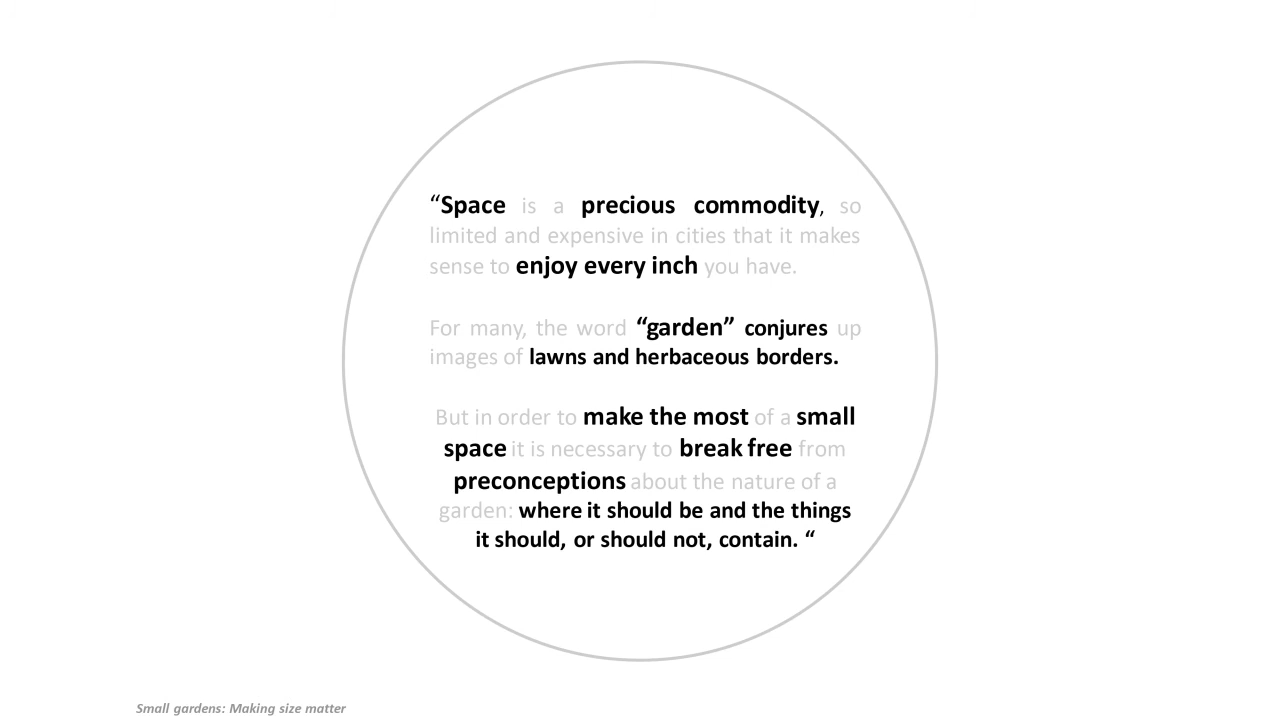 “Space is a precious commodity, so
limited and expensive in cities that it makes
sense to enjoy every inch you have.
For many, the word “garden” conjures up
images of lawns and herbaceous borders.
But in order to make the most of a small
space it is necessary to break free from
preconceptions about the nature of a
garden: where it should be and the things
it should, or should not, contain. “
Small gardens: Making size matter